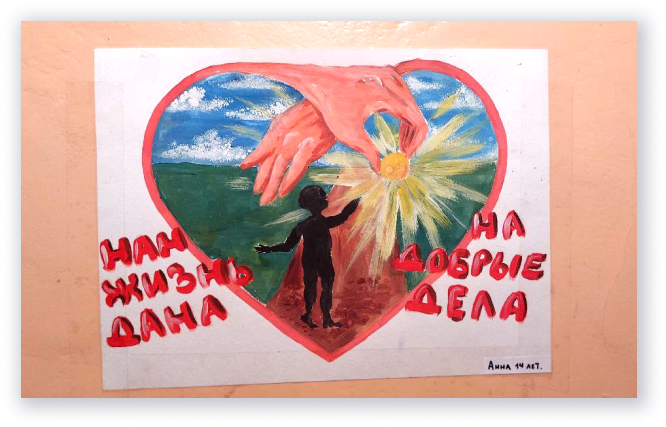 НАМ
ЖИЗНЬ
ДАНА
НА
ДОБРЫЕ
ДЕЛА
Анна 14 лет.